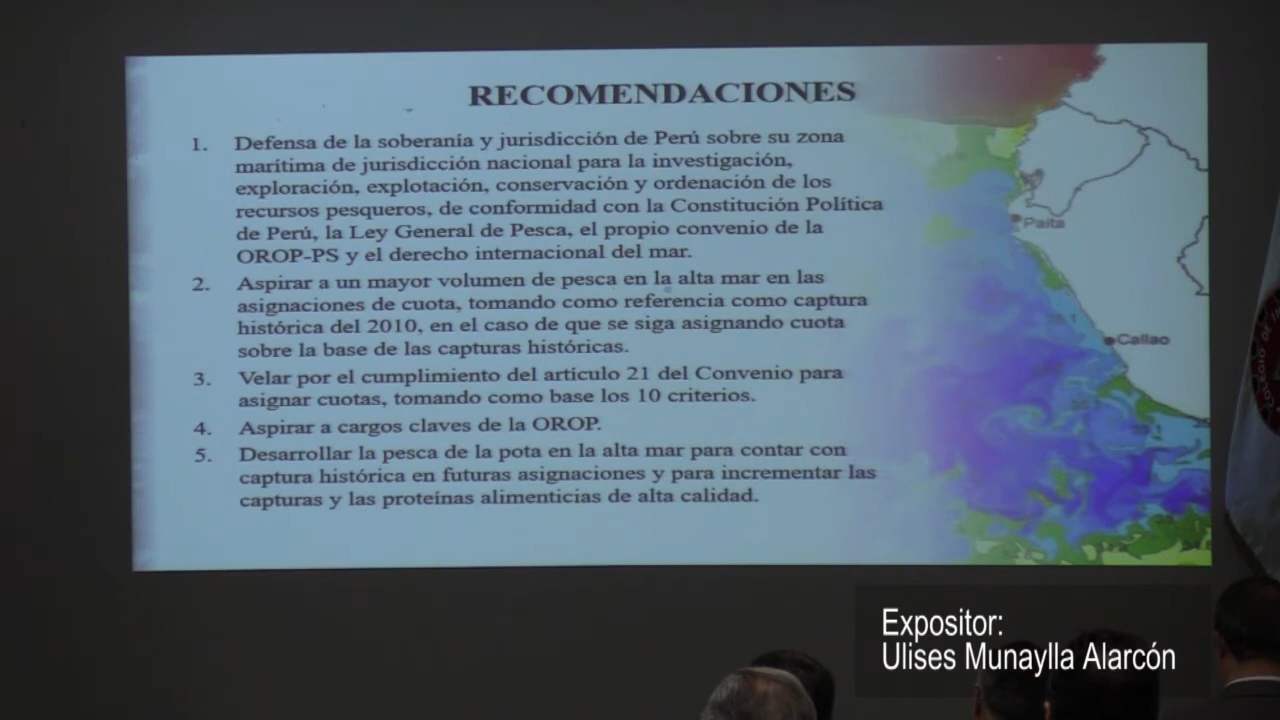 RECOMENDACIONES
1. Defensa de la soberanía y jurisdicción de Perú sobre su zona
marítima de jurisdicción nacional para la investigación,
exploración, explotación, conservación y ordenación de los
recursos pesqueros, de conformidad con la Constitución Política
de Perú, la Ley General de Pesca, el propio convenio de la
OROP-PS y el derecho internacional del mar.
2. Aspirar a un mayor volumen de pesca en la alta mar en las
asignaciones de cuota, tomando como referencia como captura
histórica del 2010, en el caso de que se siga asignando cuota
sobre la base de las capturas históricas.
3. Velar por el cumplimiento del artículo 21 del Convenio para
asignar cuotas, tomando como base los 10 criterios.
4. Aspirar a cargos claves de la OROP.
5. Desarrollar la pesca de la pota en la alta mar para contar con
captura histórica en futuras asignaciones y para incrementar las
capturas y las proteínas alimenticias de alta calidad.
Paita
Callao
COLEGIO DE
Expositor:
Ulises Munaylla Alarcón